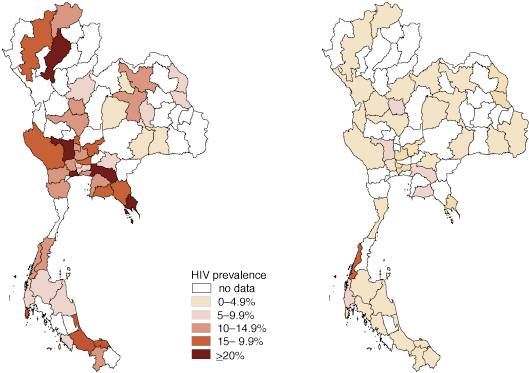 HIV prevalence
no data
0–4.9%
5–9.9%
10–14.9%
15– 9.9%
≥20%